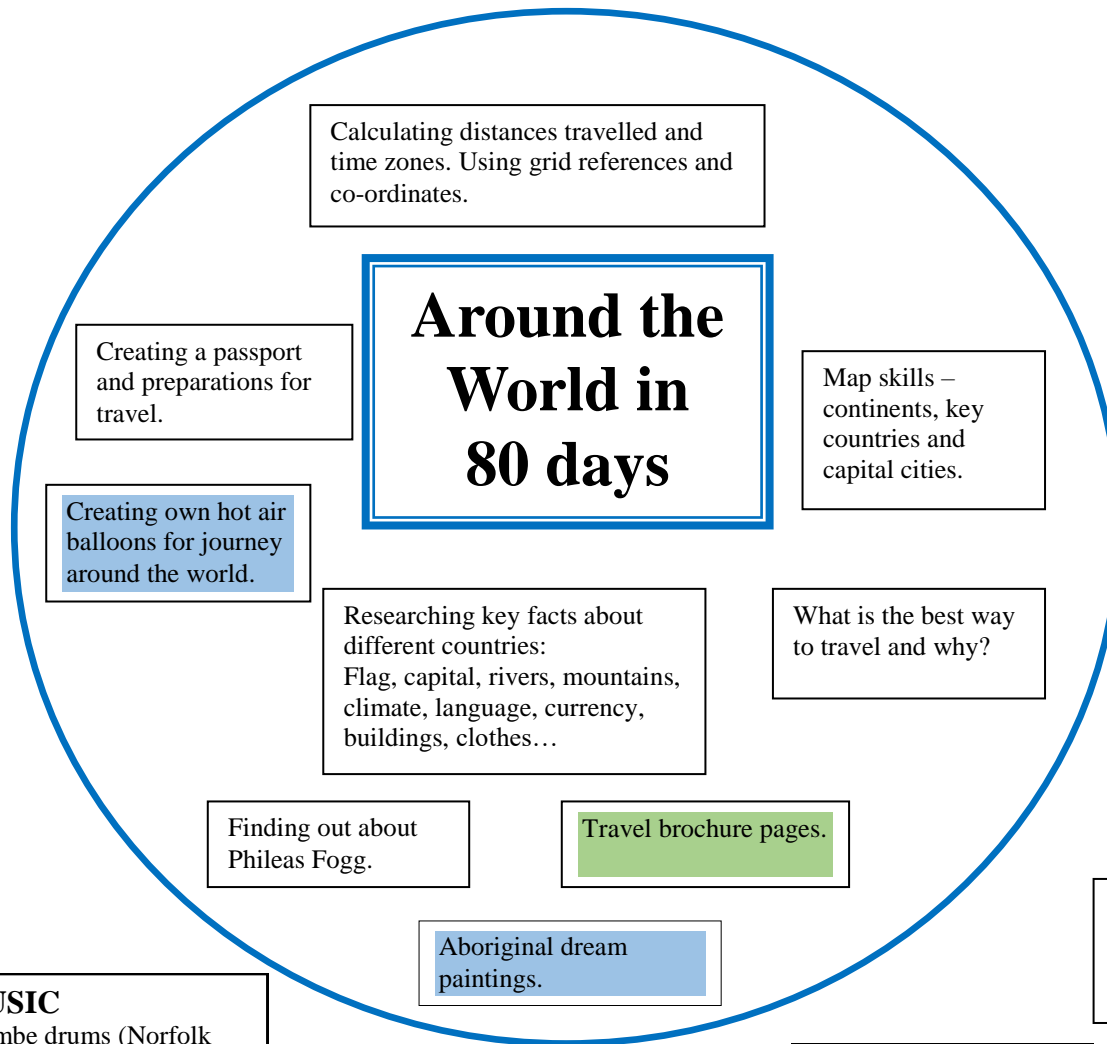 Calculating distances travelled and
time zones. Using grid references and
co-ordinates.
Around the
World in
80 days
Creating a passport
and preparations for
travel.
Map skills –
continents, key
countries and
capital cities.
Creating own hot air
balloons for journey
around the world.
Researching key facts about
different countries:
Flag, capital, rivers, mountains,
climate, language, currency,
buildings, clothes…
What is the best way
to travel and why?
Finding out about
Phileas Fogg.
Travel brochure pages.
Aboriginal dream
paintings.
drums (Norfolk